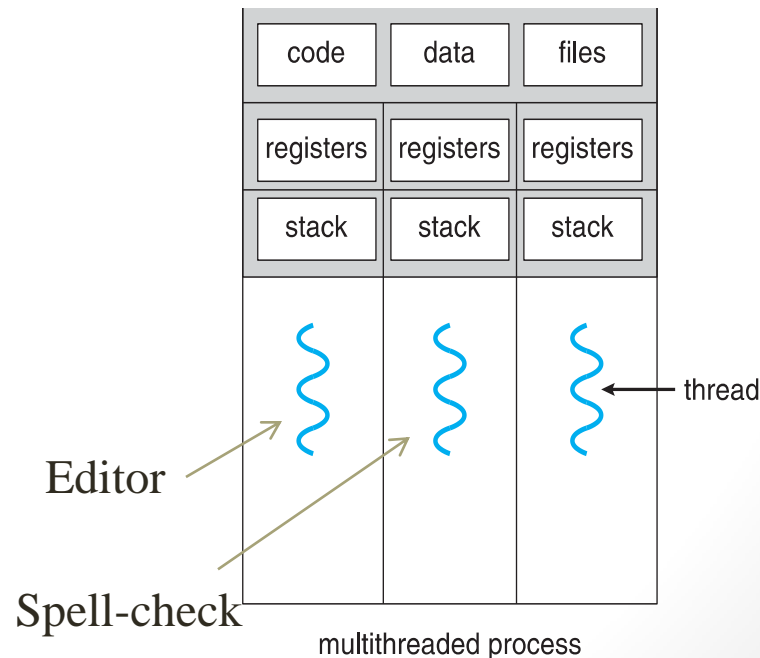 code data files
registers registers registers
stack stack stack
thread
Editor
Spell-check
multithreaded process